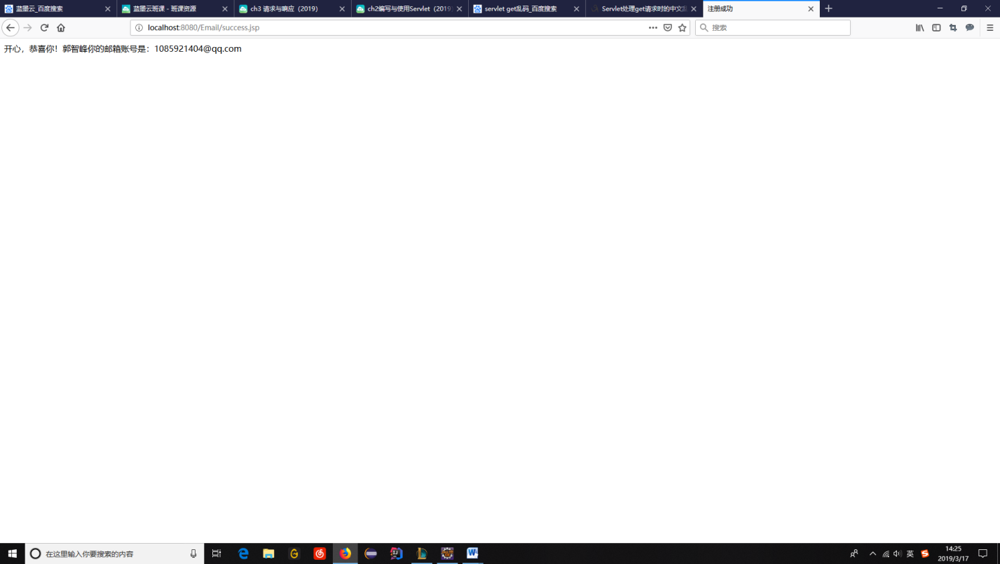 蓝墨云_百度搜索
蓝墨云班课 - 班课资源
ch3 请求与响应（2019）
ch2编写与使用Servlet（2019
servlet get乱码_百度搜索
Servlet处理get请求时的中文乱
注册成功
localhost:8080/Email/success.jsp
搜索
开心，恭喜你！郭智峰你的邮箱账号是：1085921404@qq.com
在这里输入你要搜索的内容
英
14:25
2019/3/17